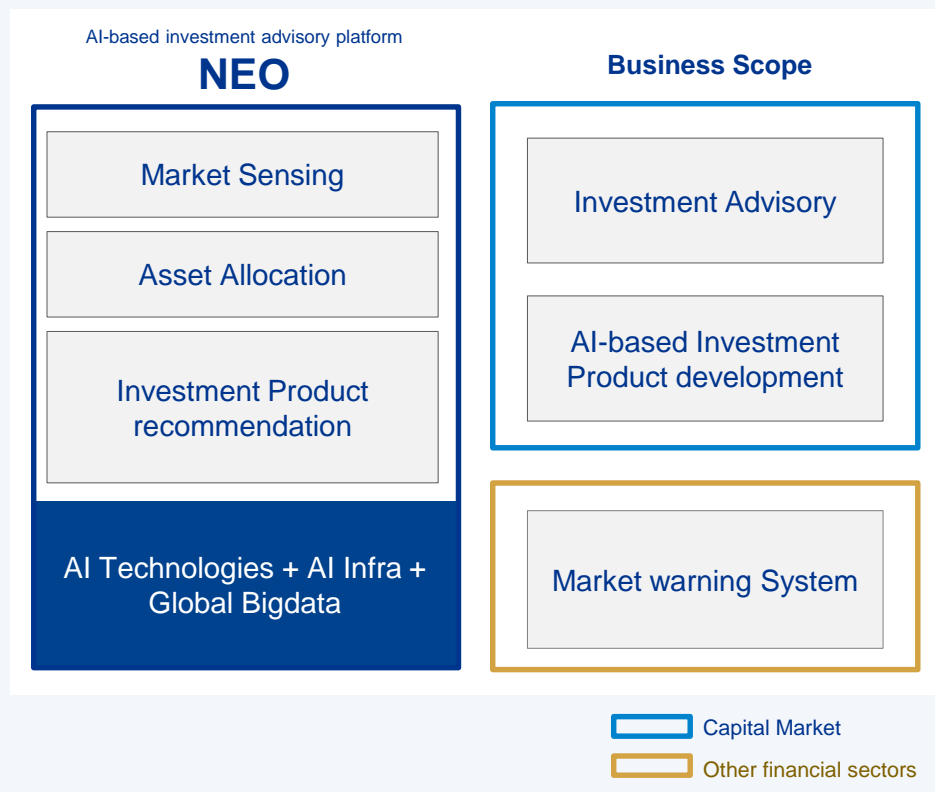 AI-based investment advisory platform
NEO
Market Sensing
Asset Allocation
Investment Product
recommendation
AI Technologies + AI Infra +
Global Bigdata
Business Scope
Investment Advisory
AI-based Investment
Product development
Market warning System
Capital Market
Other financial sectors